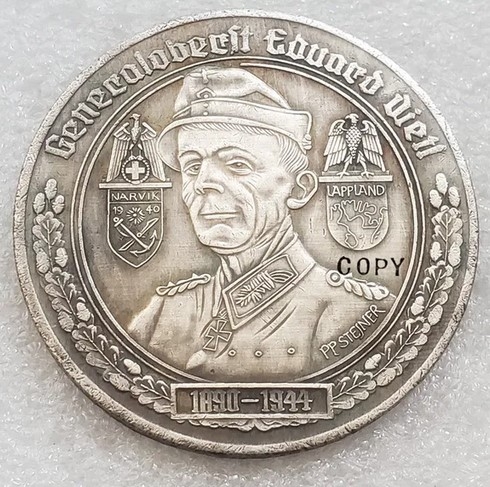 Generaloberst Eduard Dietl
NARVIK
1940
LAPPLAND
COPY
PP STEINER
1890-1944